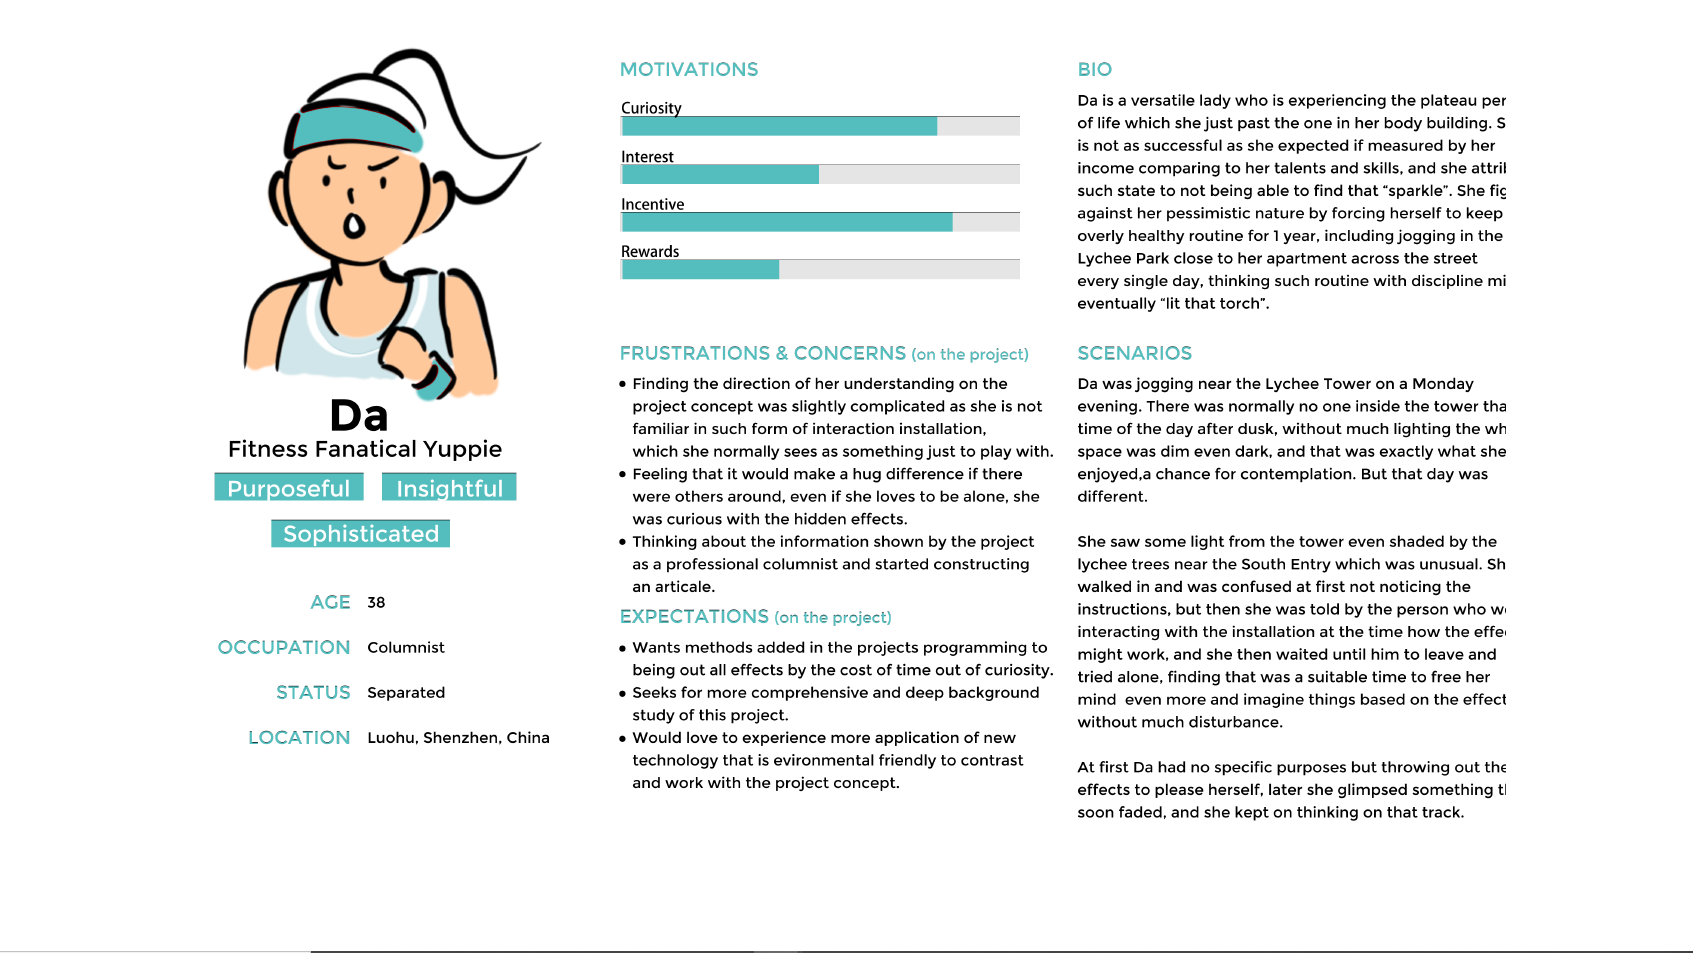 Da
Fitness Fanatical Yuppie
Purposeful
Insightful
Sophisticated
AGE 38
OCCUPATION Columnist
STATUS Separated
LOCATION Luohu, Shenzhen, China
MOTIVATIONS
Curiosity
Interest
Incentive
Rewards
FRUSTRATIONS & CONCERNS (on the project)
• Finding the direction of her understanding on the
project concept was slightly complicated as she is not
familiar in such form of interaction installation,
which she normally sees as something just to play with.
• Feeling that it would make a hug difference if there
were others around, even if she loves to be alone, she
was curious with the hidden effects.
• Thinking about the information shown by the project
as a professional columnist and started constructing
an articale.
EXPECTATIONS (on the project)
• Wants methods added in the projects programming to
being out all effects by the cost of time out of curiosity.
• Seeks for more comprehensive and deep background
study of this project.
• Would love to experience more application of new
technology that is evironmental friendly to contrast
and work with the project concept.
BIO
Da is a versatile lady who is experiencing the plateau per
of life which she just past the one in her body building. S
is not as successful as she expected if measured by her
income comparing to her talents and skills, and she attri
such state to not being able to find that “sparkle”. She fig
against her pessimistic nature by forcing herself to keep
overly healthy routine for 1 year, including jogging in the
Lychee Park close to her apartment across the street
every single day, thinking such routine with discipline mi
eventually “lit that torch”.
SCENARIOS
Da was jogging near the Lychee Tower on a Monday
evening. There was normally no one inside the tower tha
time of the day after dusk, without much lighting the wh
space was dim even dark, and that was exactly what she
enjoyed,a chance for contemplation. But that day was
different.
She saw some light from the tower even shaded by the
lychee trees near the South Entry which was unusual. Sh
walked in and was confused at first not noticing the
instructions, but then she was told by the person who w
interacting with the installation at the time how the effe
might work, and she then waited until him to leave and
tried alone, finding that was a suitable time to free her
mind even more and imagine things based on the effect
without much disturbance.
At first Da had no specific purposes but throwing out the
effects to please herself, later she glimpsed something t
soon faded, and she kept on thinking on that track.